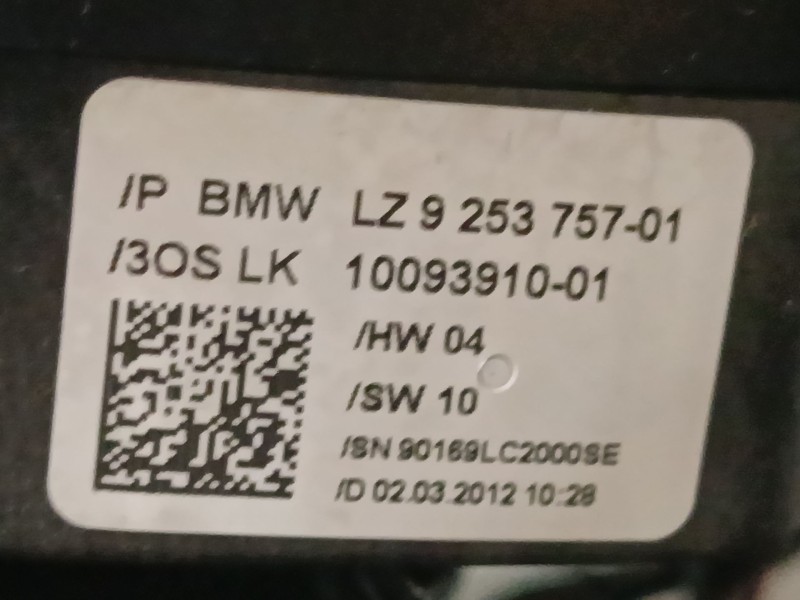 /P BMW LZ 9 253 757-01
/3OS LK 10093910-01
/HW 04
/SW 10
/SN 90169LC2000SE
/D 02.03.2012 10:28